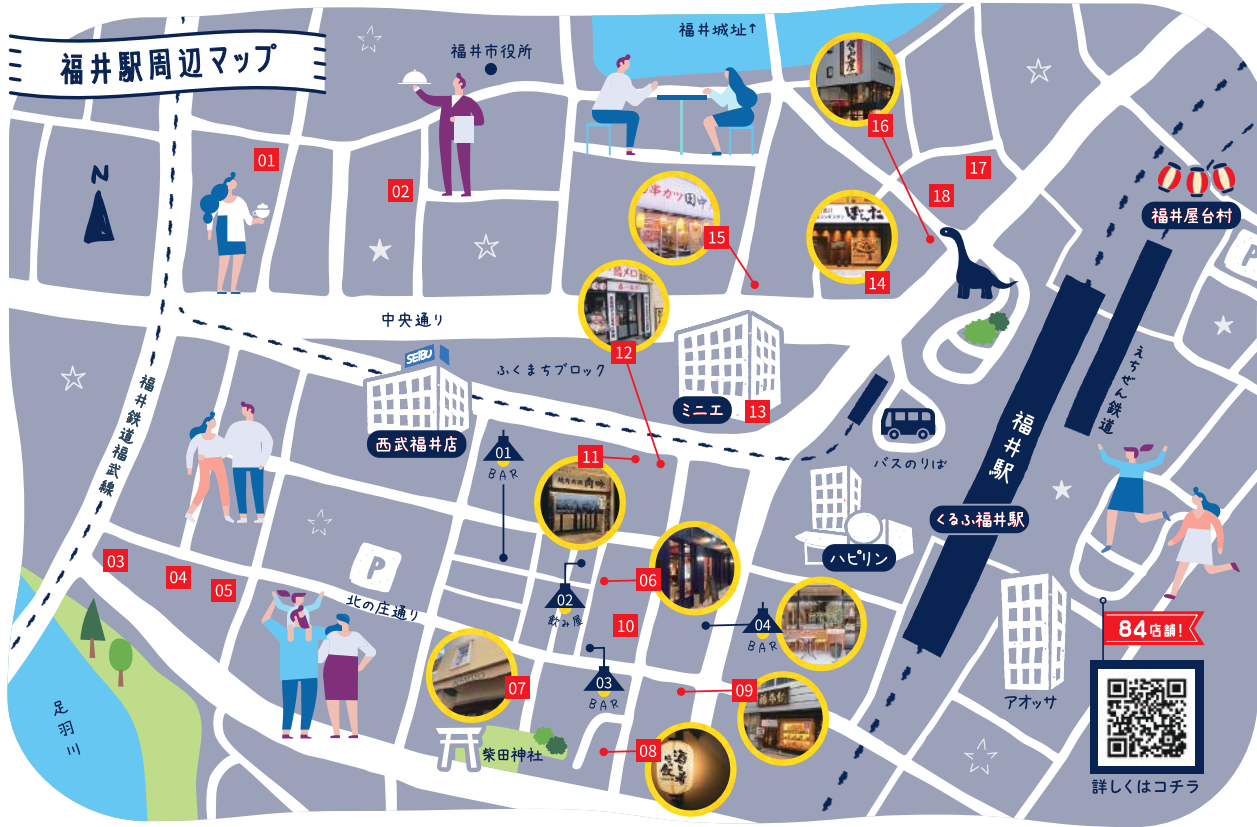 福井駅周辺マップ
福井市役所
福井城址↑
16
01
02
17
18
N
福井屋台村
串カツ田中
15
14
中央通り
12
SEIBU
ふくまちブロック
ミニエ
13
西武福井店
えちぜん鉄道
福井鉄道福武線
福井駅
バスのりば
01
BAR
11
くるふ福井駅
ハピリン
03
04
05
P
北の庄通り
02
飲み屋
06
10
04
BAR
84店舗!
03
BAR
07
09
アオッサ
足羽川
柴田神社
08
詳しくはコチラ